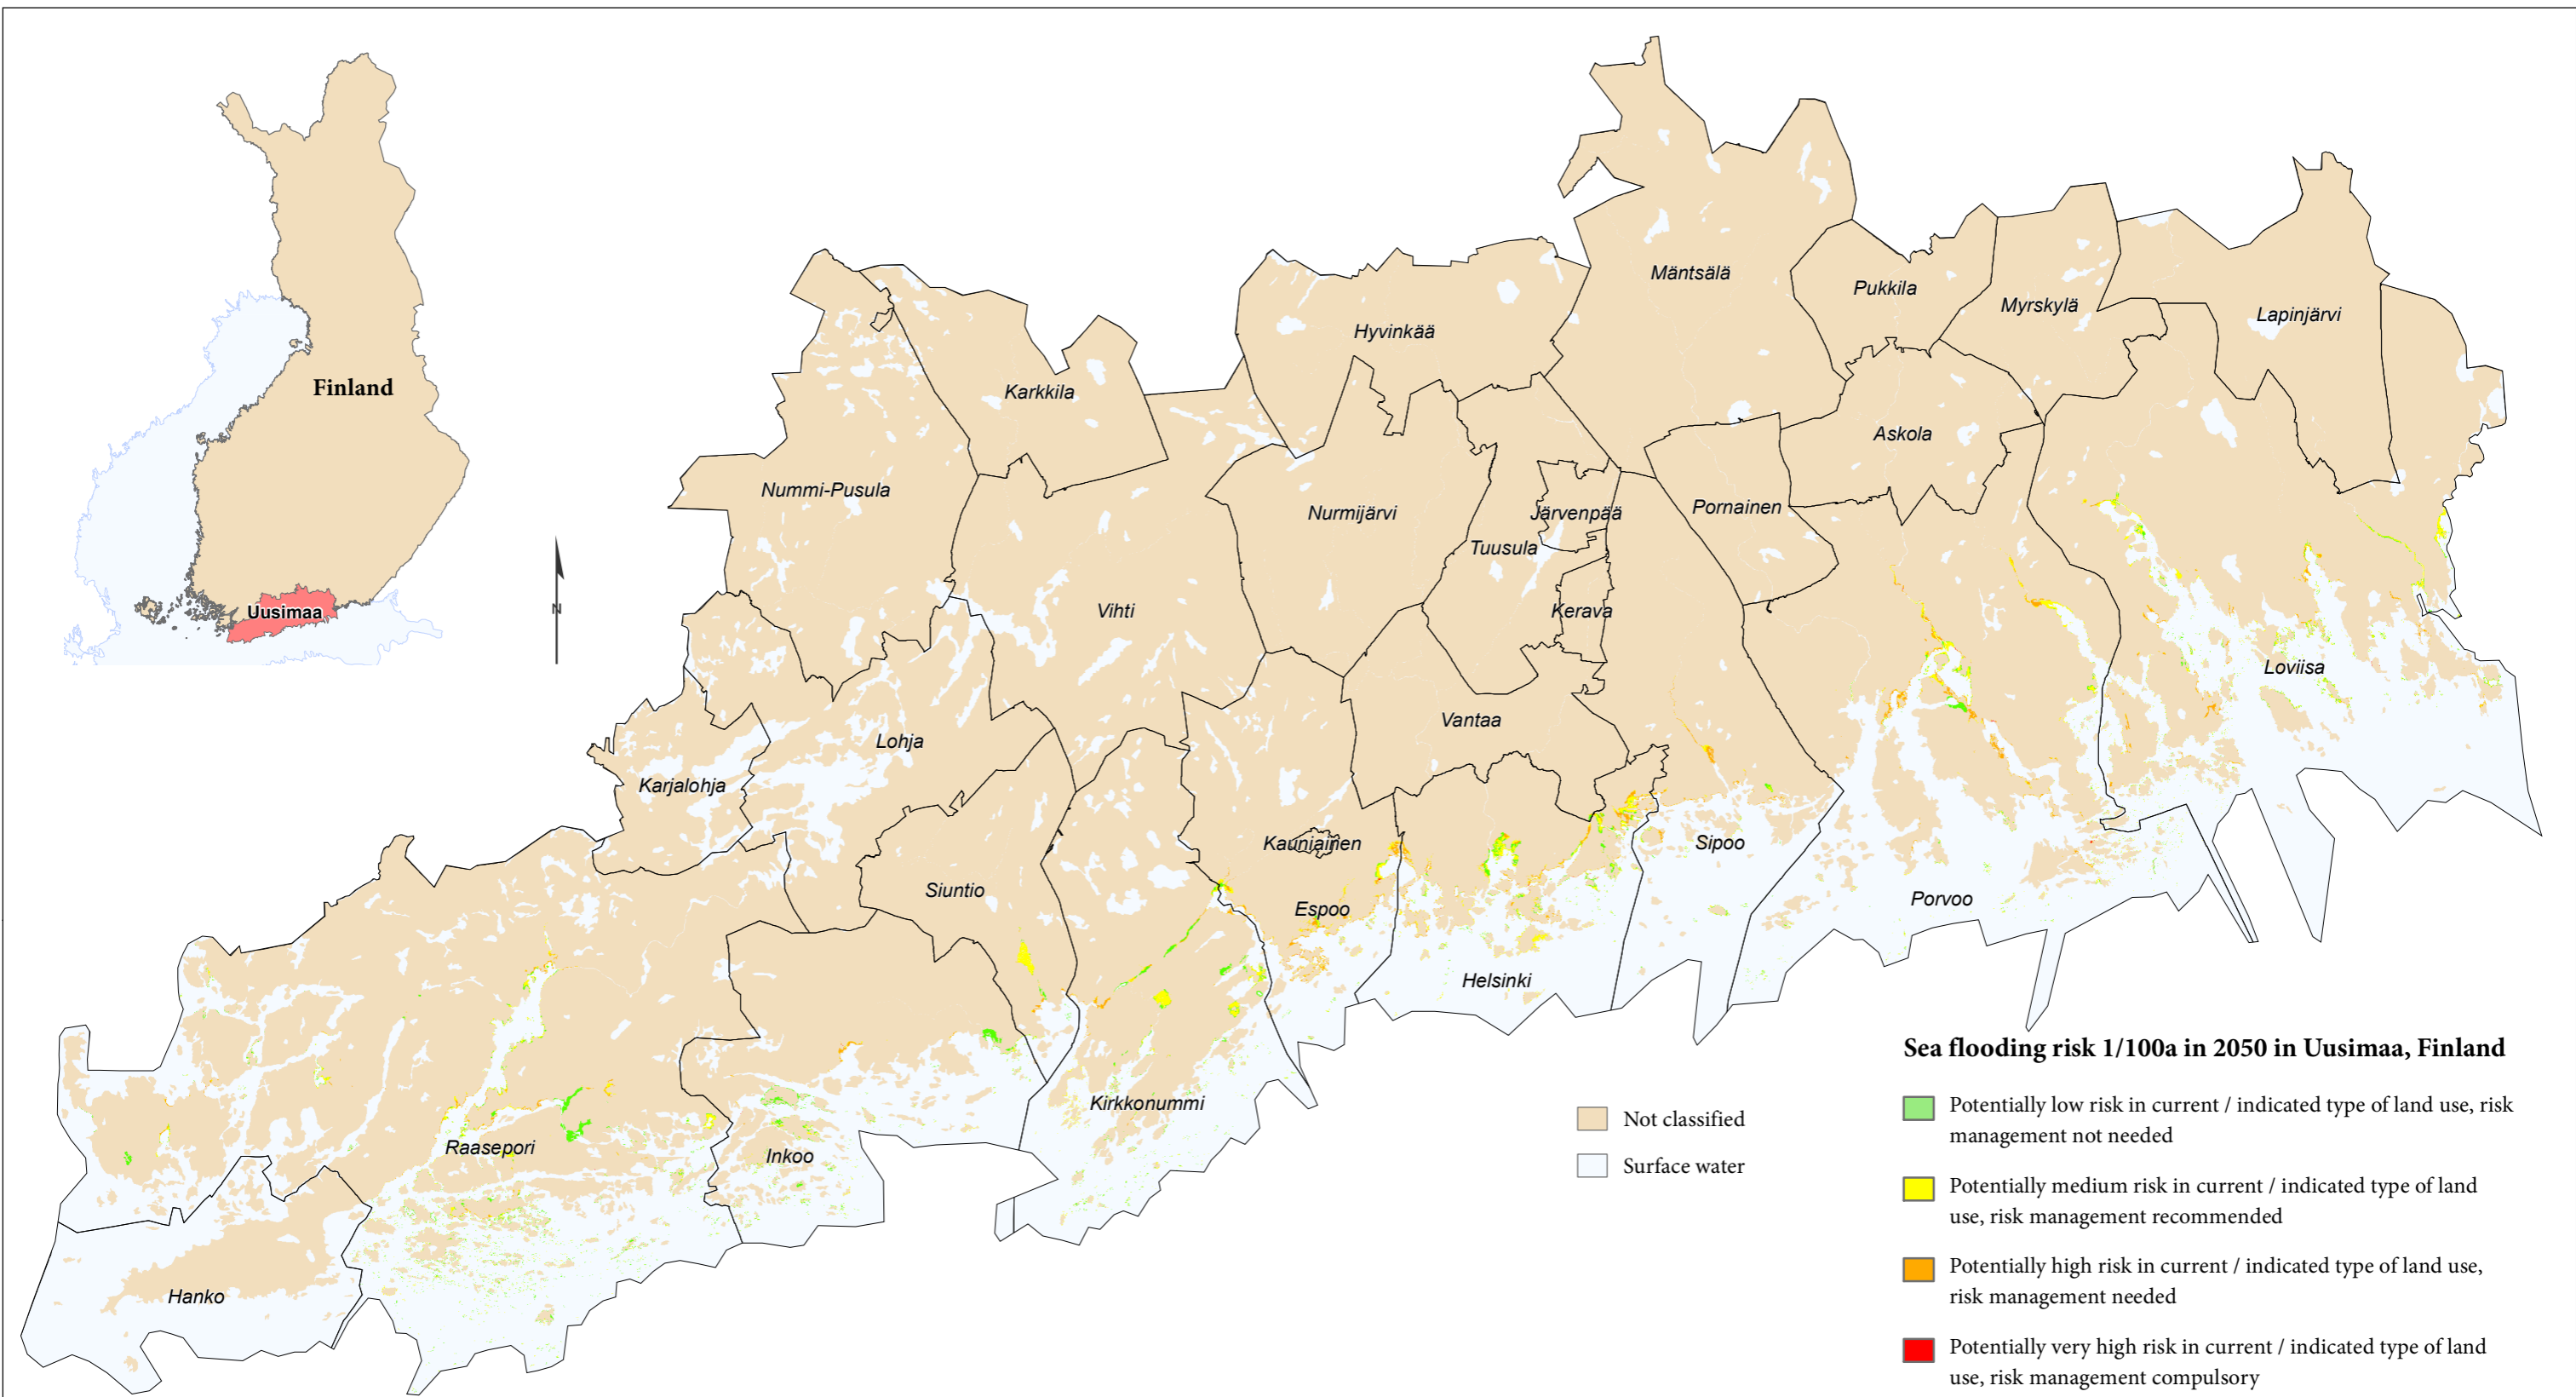 Finland
Uusimaa
N
Mäntsälä
Pukkila
Myrskylä
Lapinjärvi
Hyvinkää
Karkkila
Askola
Nummi-Pusula
Nurmijärvi
Järvenpää
Pornainen
Tuusula
Vihti
Kerava
Loviisa
Vantaa
Lohja
Karjalohja
Kauniainen
Sipoo
Siuntio
Espoo
Porvoo
Helsinki
Kirkkonummi
Raasepori
Inkoo
Hanko
Sea flooding risk 1/100a in 2050 in Uusimaa, Finland
Not classified
Surface water
Potentially low risk in current / indicated type of land use, risk
management not needed
Potentially medium risk in current / indicated type of land
use, risk management recommended
Potentially high risk in current / indicated type of land use,
risk management needed
Potentially very high risk in current / indicated type of land
use, risk management compulsory